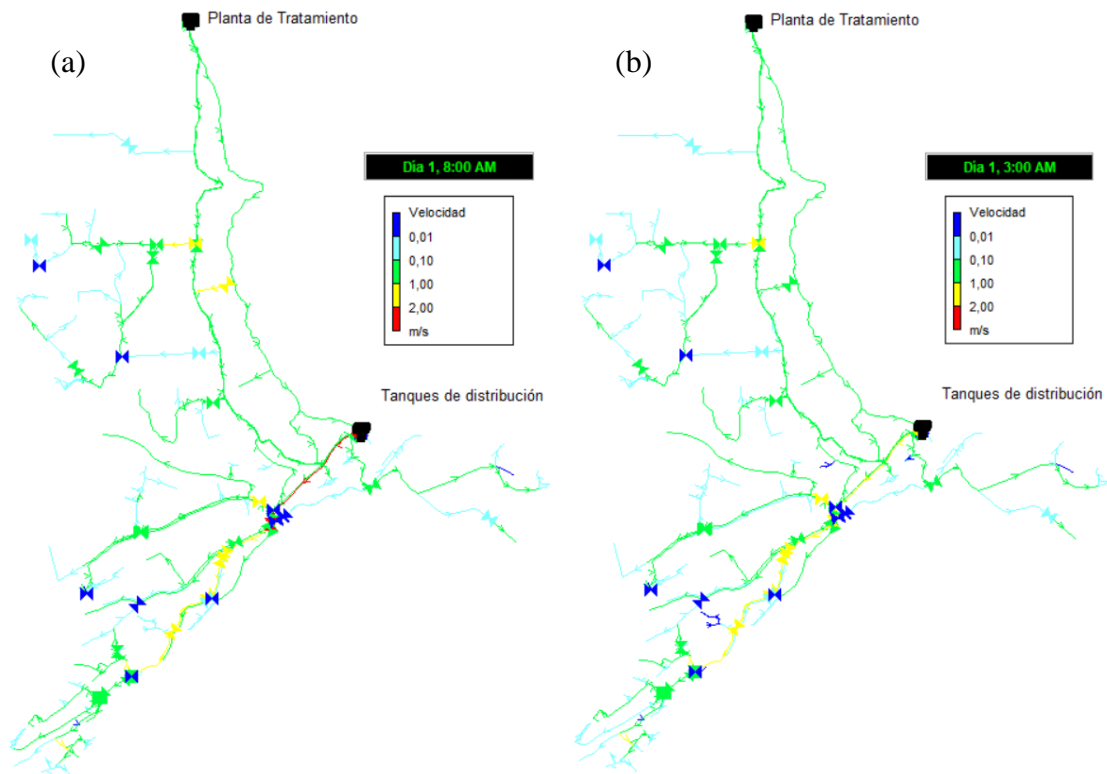 Planta de Tratamiento
(a)
Día 1, 8:00 AM
Velocidad
0,01
0,10
1,00
2,00
m/s
Tanques de distribución
Planta de Tratamiento
(b)
Día 1, 3:00 AM
Velocidad
0,01
0,10
1,00
2,00
m/s
Tanques de distribución